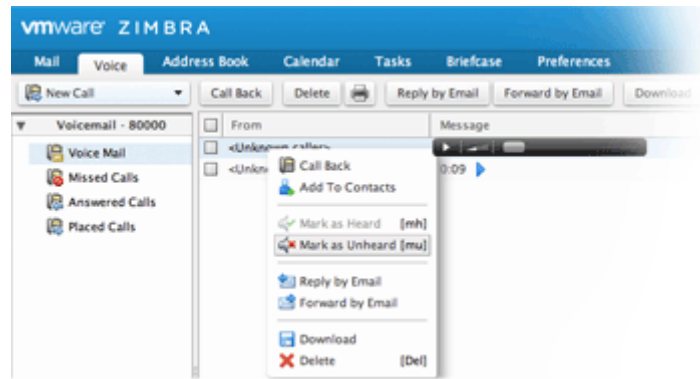 vmware ZIMBRA
Mail Voice Address Book Calendar Tasks Briefcase Preferences
New Call Call Back Delete Reply by Email Forward by Email Download
Voicemail - 80000 From Message
Voice Mail <Unknown caller>
Missed Calls <Unkn 0:09
Answered Calls
Placed Calls
Call Back
Add To Contacts
Mark as Heard [mh]
Mark as Unheard [mu]
Reply by Email
Forward by Email
Download
Delete [Del]